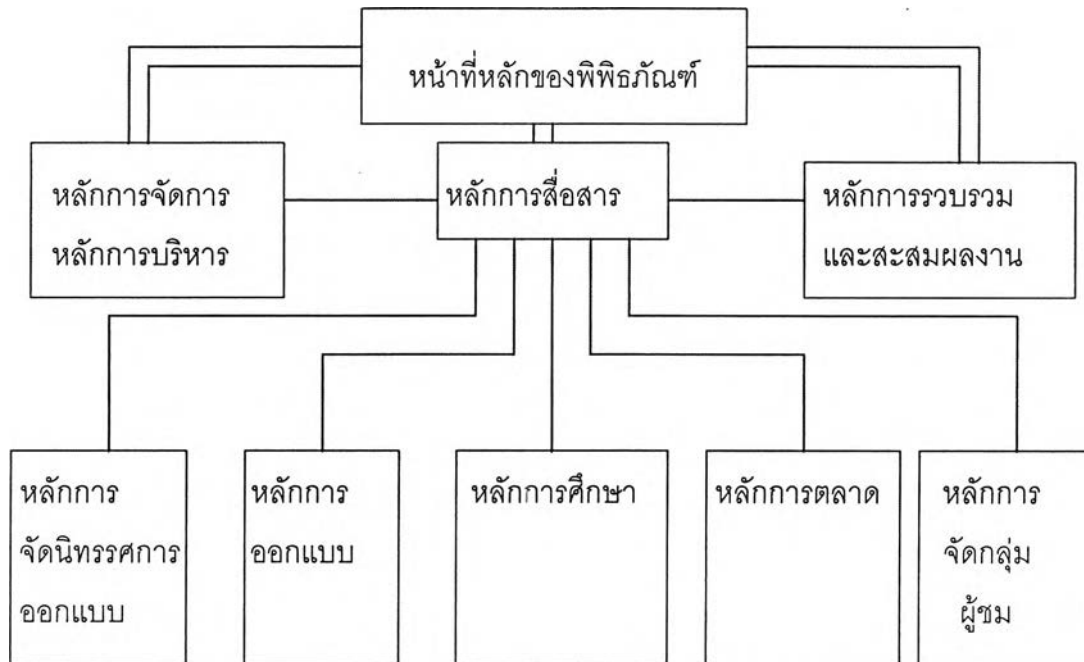 หน้าที่หลักของพิพิธภัณฑ์
หลักการจัดการ
หลักการบริหาร
หลักการสื่อสาร
หลักการรวบรวม
และสะสมผลงาน
หลักการ
จัดนิทรรศการ
ออกแบบ
หลักการ
ออกแบบ
หลักการศึกษา
หลักการตลาด
หลักการ
จัดกลุ่ม
ผู้ชม